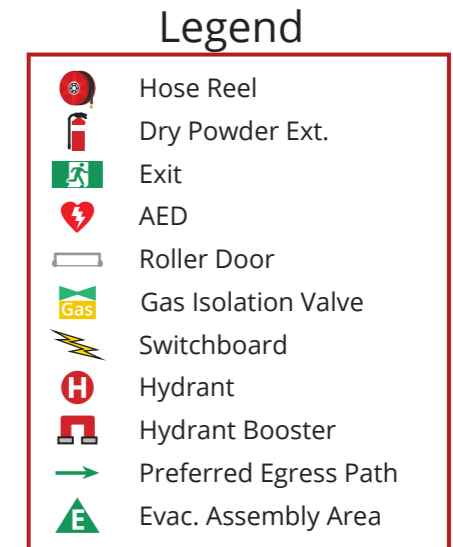 Legend
Hose Reel
Dry Powder Ext.
Exit
AED
Roller Door
Gas Gas Isolation Valve
Switchboard
H Hydrant
Hydrant Booster
Preferred Egress Path
E Evac. Assembly Area